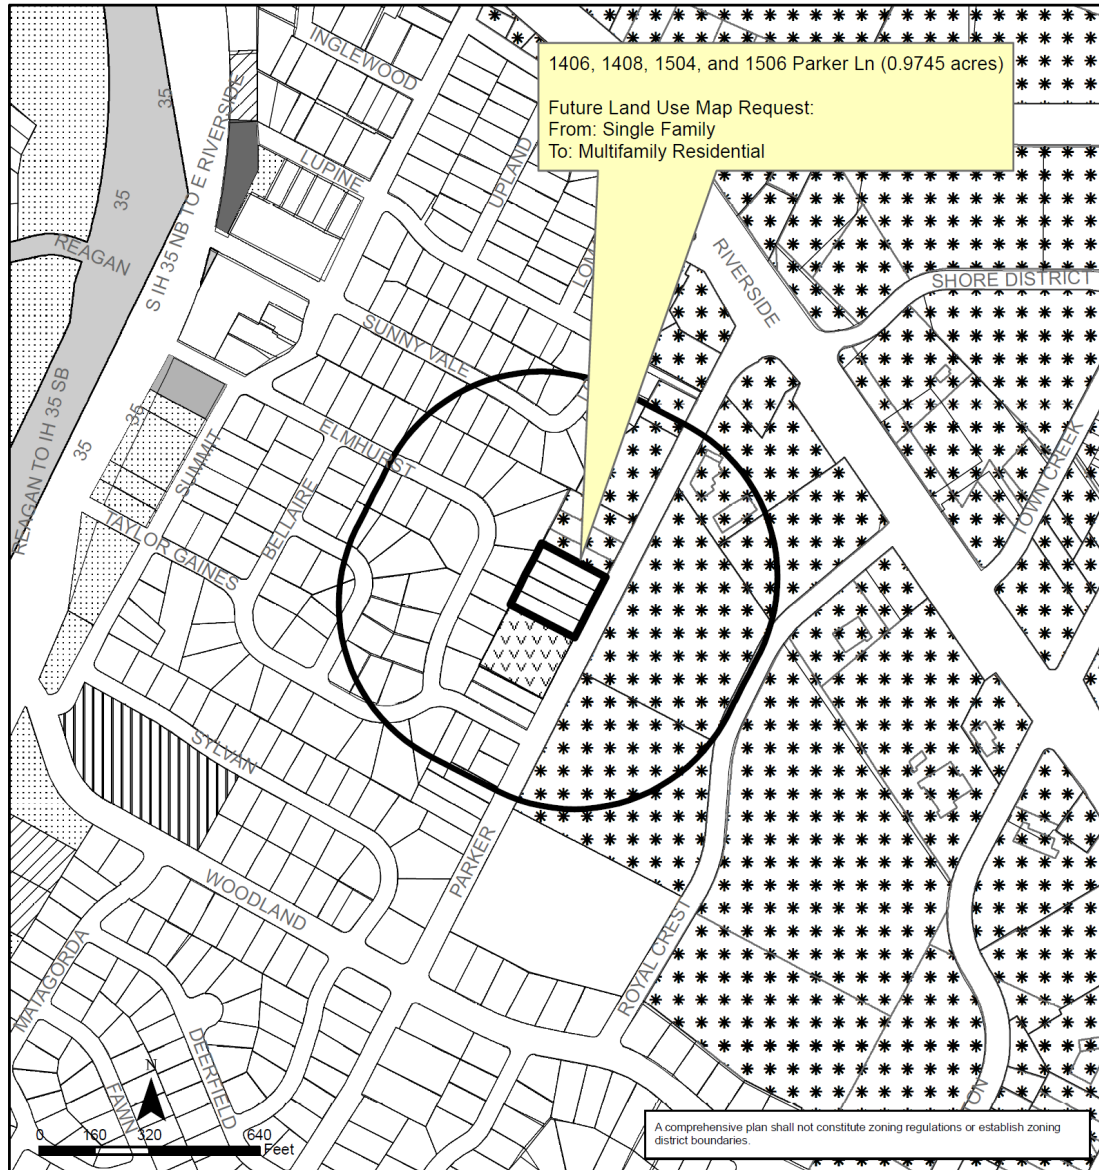 INGLEWOOD
1406, 1408, 1504, and 1506 Parker Ln (0.9745 acres)
Future Land Use Map Request:
From: Single Family
To: Multifamily Residential
35
S IH 35 NB TO E RIVERSIDE
LUPINE
UPLAND
35
REAGAN
RIVERSIDE
SHORE DISTRICT
LOM
SUNNY VALE
REAGAN TO IH 35 SB
35
35
ELMHURST
SUMMIT
BELLAIRE
TOWN CREEK
TAYLOR GAINES
SYLVAN
PARKER
WOODLAND
ROYAL CREST
MATAGORDA
DEERFIELD
FAWN
TON
N
0 160 320 640
Feet
A comprehensive plan shall not constitute zoning regulations or establish zoning
district boundaries.